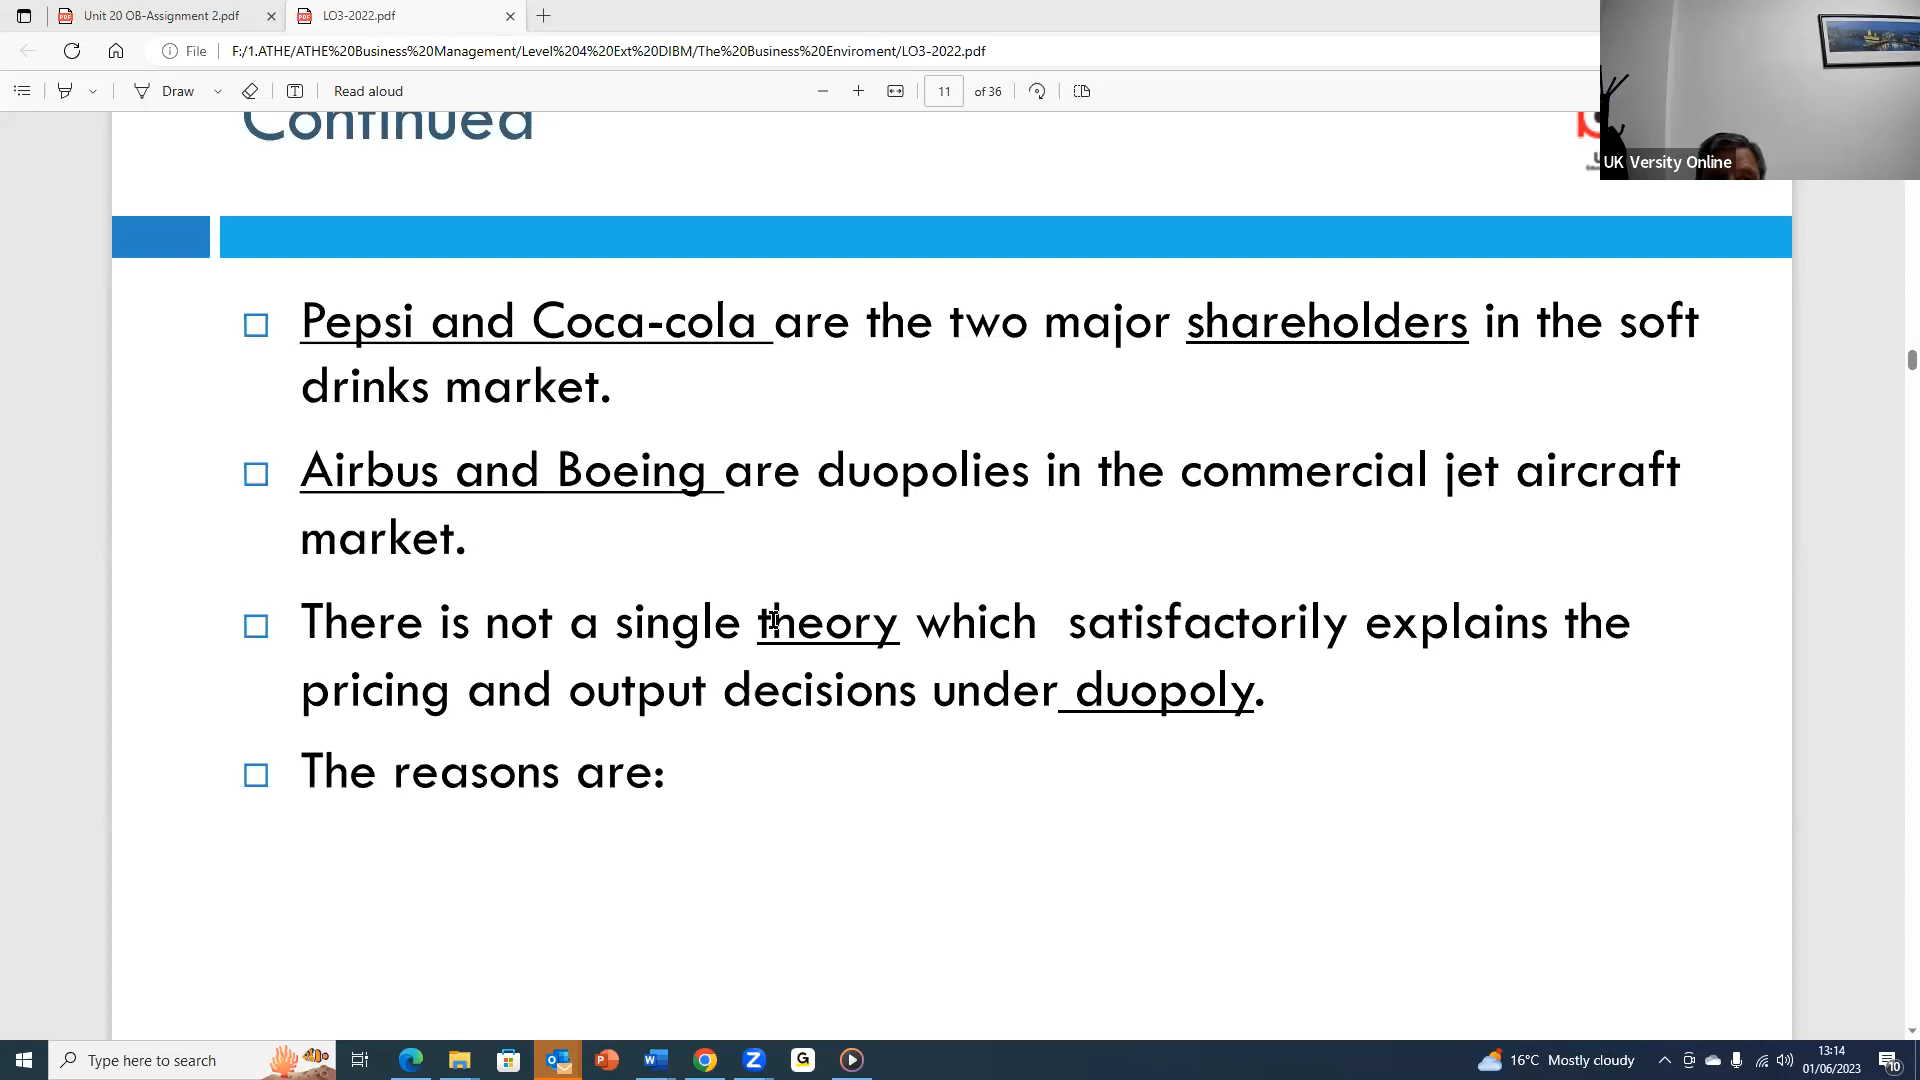 Unit 20 OB-Assignment 2.pdf
LO3-2022.pdf
File
F:/1.ATHE/ATHE%20Business%20Management/Level%204%20Ext%20DIBM/The%20Business%20Enviroment/LO3-2022.pdf
Draw
Read aloud
11 of 36
Continued
UK Versity Online
Pepsi and Coca-cola are the two major shareholders in the soft
drinks market.
Airbus and Boeing are duopolies in the commercial jet aircraft
market.
There is not a single theory which satisfactorily explains the
pricing and output decisions under duopoly.
The reasons are:
Type here to search
16°C Mostly cloudy
13:14
01/06/2023
10